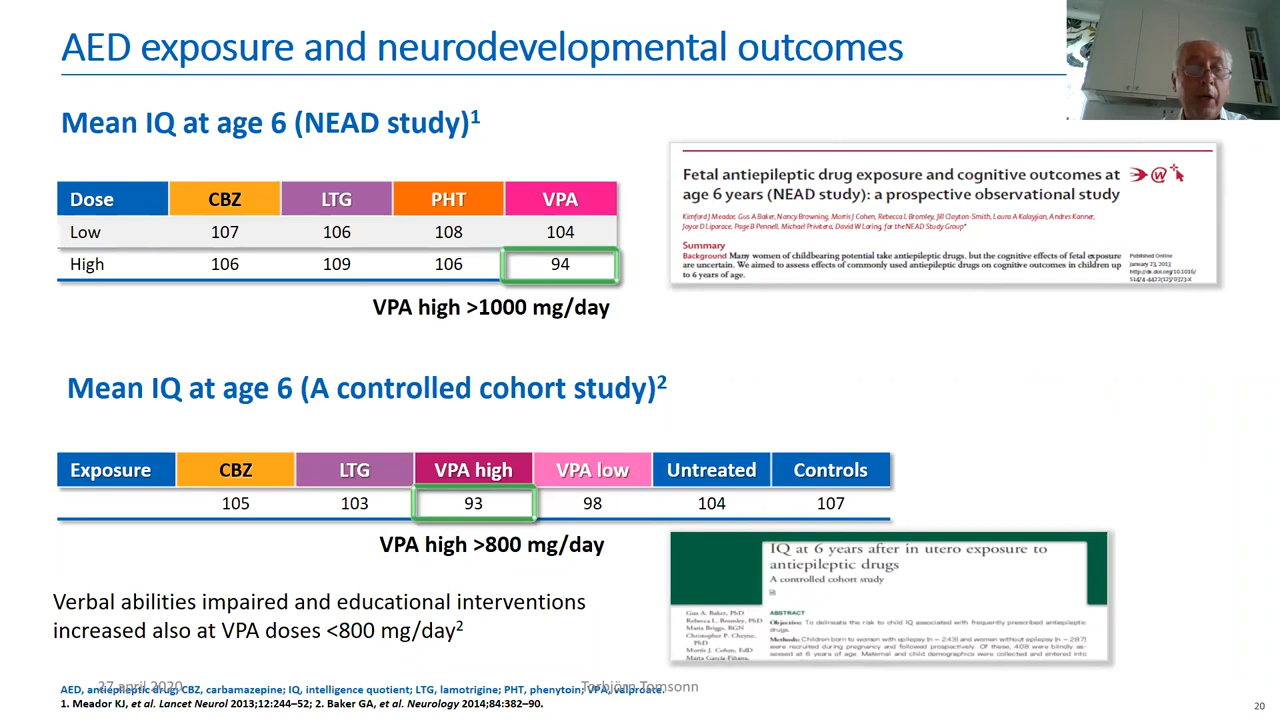 AED exposure and neurodevelopmental outcomes
Mean IQ at age 6 (NEAD study)1
Dose CBZ LTG PHT VPA
Low 107 106 108 104
High 106 109 106 94
VPA high >1000 mg/day
Fetal antiepileptic drug exposure and cognitive outcomes at
age 6 years (NEAD study): a prospective observational study
Kimford J Meador, Gus A Baker, Nancy Browning, Morris J Cohen, Rebecca L Bromley, Jill Clayton-Smith, Laura A Kalayjian, Andres Kanner,
Joyce D Liporace, Page B Pennell, Michael Privitera, David W Loring, for the NEAD Study Group*
Summary
Background Many women of childbearing potential take antiepileptic drugs, but the cognitive effects of fetal exposure
are uncertain. We aimed to assess effects of commonly used antiepileptic drugs on cognitive outcomes in children up
to 6 years of age.
Published Online
January 23, 2013
http://dx.doi.org/10.1016/
S1474-4422(12)70323-X
Mean IQ at age 6 (A controlled cohort study)2
Exposure CBZ LTG VPA high VPA low Untreated Controls
105 103 93 98 104 107
VPA high >800 mg/day
Verbal abilities impaired and educational interventions
increased also at VPA doses <800 mg/day2
IQ at 6 years after in utero exposure to
antiepileptic drugs
A controlled cohort study
Gus A. Baker, PhD
Rebecca L. Bromley, PhD
Maria Briggs, RGN
Christopher P. Cheyne,
PhD
Morris J. Cohen, EdD
Marta García-Fiñana,
ABSTRACT
Objective: To delineate the risk to child IQ associated with frequently prescribed antiepileptic
drugs.
Methods: Children born to women with epilepsy (n = 243) and women without epilepsy (n = 287)
were recruited during pregnancy and followed prospectively. Of these, 408 were blindly as-
sessed at 6 years of age. Maternal and child demographics were collected and entered into
27 april 2020
Torbjörn Tomsonn
AED, antiepileptic drug; CBZ, carbamazepine; IQ, intelligence quotient; LTG, lamotrigine; PHT, phenytoin; VPA, valproate.
1. Meador KJ, et al. Lancet Neurol 2013;12:244–52; 2. Baker GA, et al. Neurology 2014;84:382–90.
20